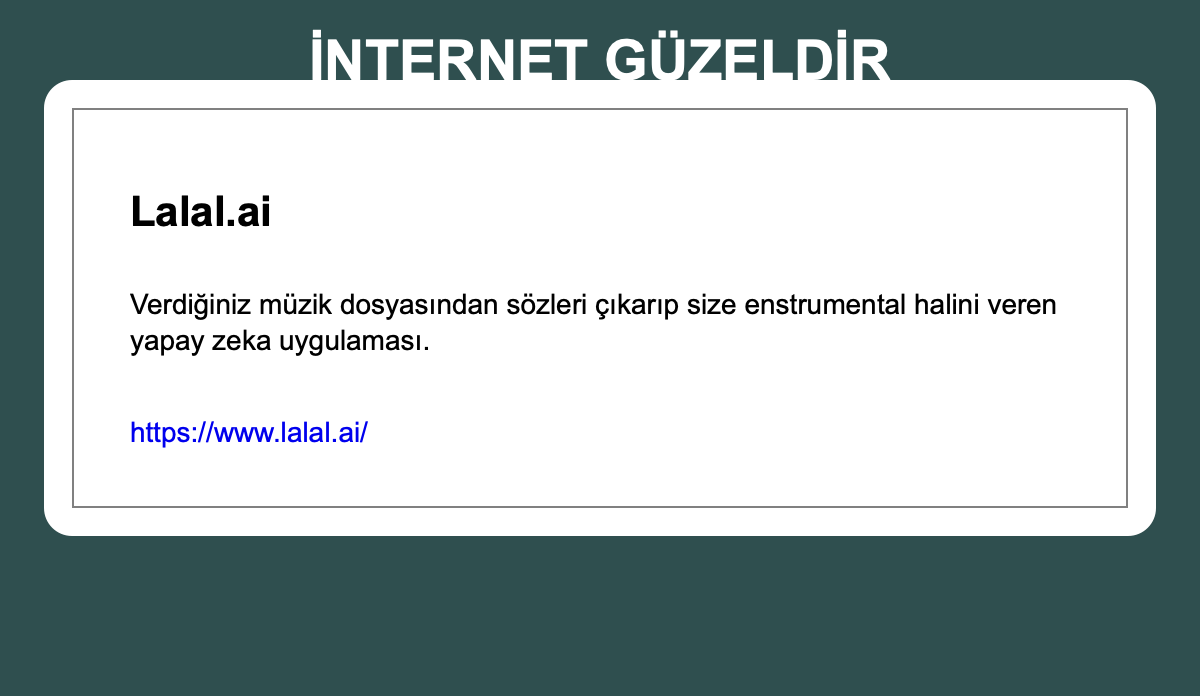 İNTERNET GÜZELDİR
Lalal.ai
Verdiğiniz müzik dosyasından sözleri çıkarıp size enstrumental halini veren
yapay zeka uygulaması.
https://www.lalal.ai/